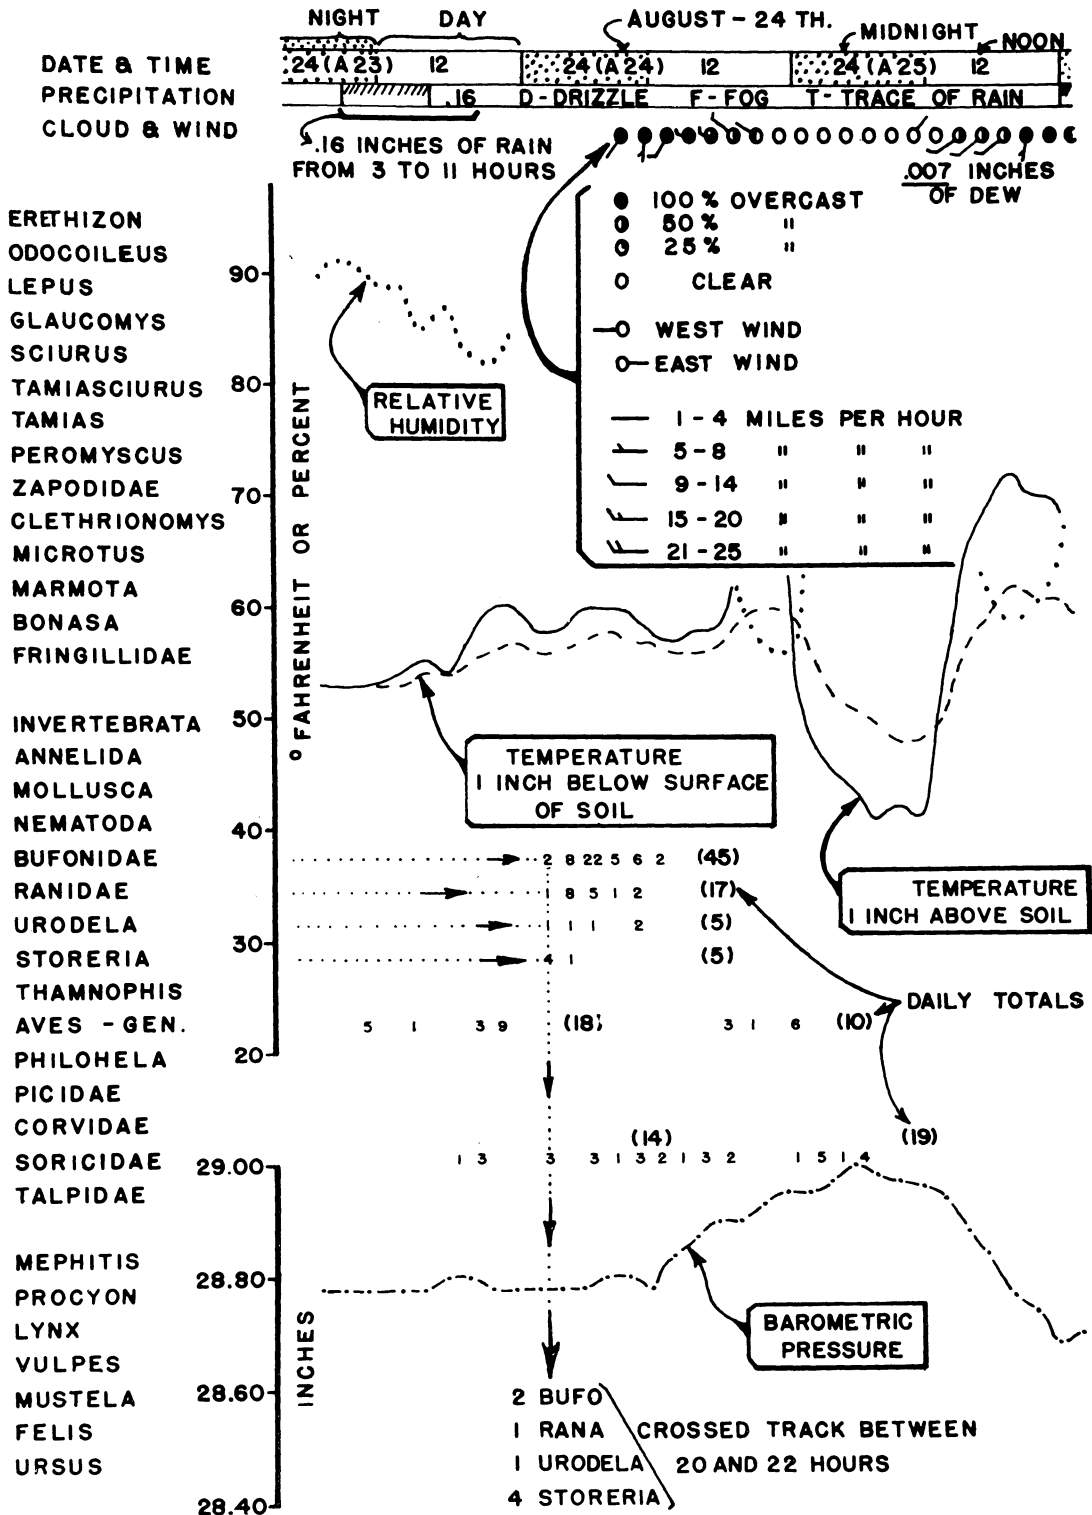 NIGHT DAY AUGUST - 24 TH.
MIDNIGHT NOON
DATE & TIME 24 (A 23) 12 24 (A 24) 12 24 (A 25) 12
PRECIPITATION .16 D-DRIZZLE F-FOG T-TRACE OF RAIN
CLOUD & WIND
.16 INCHES OF RAIN
FROM 3 TO 11 HOURS
.007 INCHES
OF DEW
100 % OVERCAST
50 % "
25 % "
CLEAR
WEST WIND
EAST WIND
1 - 4 MILES PER HOUR
5 - 8 " " "
9 - 14 " " "
15 - 20 " " "
21 - 25 " " "
ERETHIZON
ODOCOILEUS
LEPUS
GLAUCOMYS
SCIURUS
TAMIASCIURUS
TAMIAS
PEROMYSCUS
ZAPODIDAE
CLETHRIONOMYS
MICROTUS
MARMOTA
BONASA
FRINGILLIDAE
INVERTEBRATA
ANNELIDA
MOLLUSCA
NEMATODA
BUFONIDAE 2 8 22 5 6 2 (45)
RANIDAE 1 8 5 1 2 (17)
URODELA 1 1 1 2 (5)
STORERIA 4 1 (5)
THAMNOPHIS
AVES - GEN. 5 1 3 9 (18) 3 1 6 (10)
PHILOHELA
PICIDAE
CORVIDAE
(14) (19)
SORICIDAE 1 3 3 3 1 3 2 1 3 2 1 5 1 4
TALPIDAE
MEPHITIS
PROCYON
LYNX
VULPES
MUSTELA
FELIS
URSUS
90
80
70
60
50
40
30
20
°FAHRENHEIT OR PERCENT
RELATIVE
HUMIDITY
TEMPERATURE
1 INCH BELOW SURFACE
OF SOIL
TEMPERATURE
1 INCH ABOVE SOIL
DAILY TOTALS
29.00
28.80
28.60
28.40
INCHES
BAROMETRIC
PRESSURE
2 BUFO
1 RANA CROSSED TRACK BETWEEN
1 URODELA 20 AND 22 HOURS
4 STORERIA